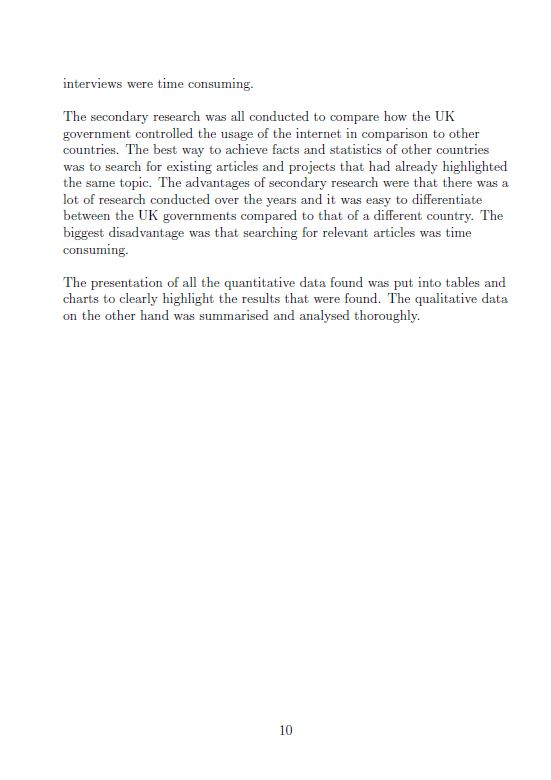 interviews were time consuming.
The secondary research was all conducted to compare how the UK
government controlled the usage of the internet in comparison to other
countries. The best way to achieve facts and statistics of other countries
was to search for existing articles and projects that had already highlighted
the same topic. The advantages of secondary research were that there was a
lot of research conducted over the years and it was easy to differentiate
between the UK governments compared to that of a different country. The
biggest disadvantage was that searching for relevant articles was time
consuming.
The presentation of all the quantitative data found was put into tables and
charts to clearly highlight the results that were found. The qualitative data
on the other hand was summarised and analysed thoroughly.
10